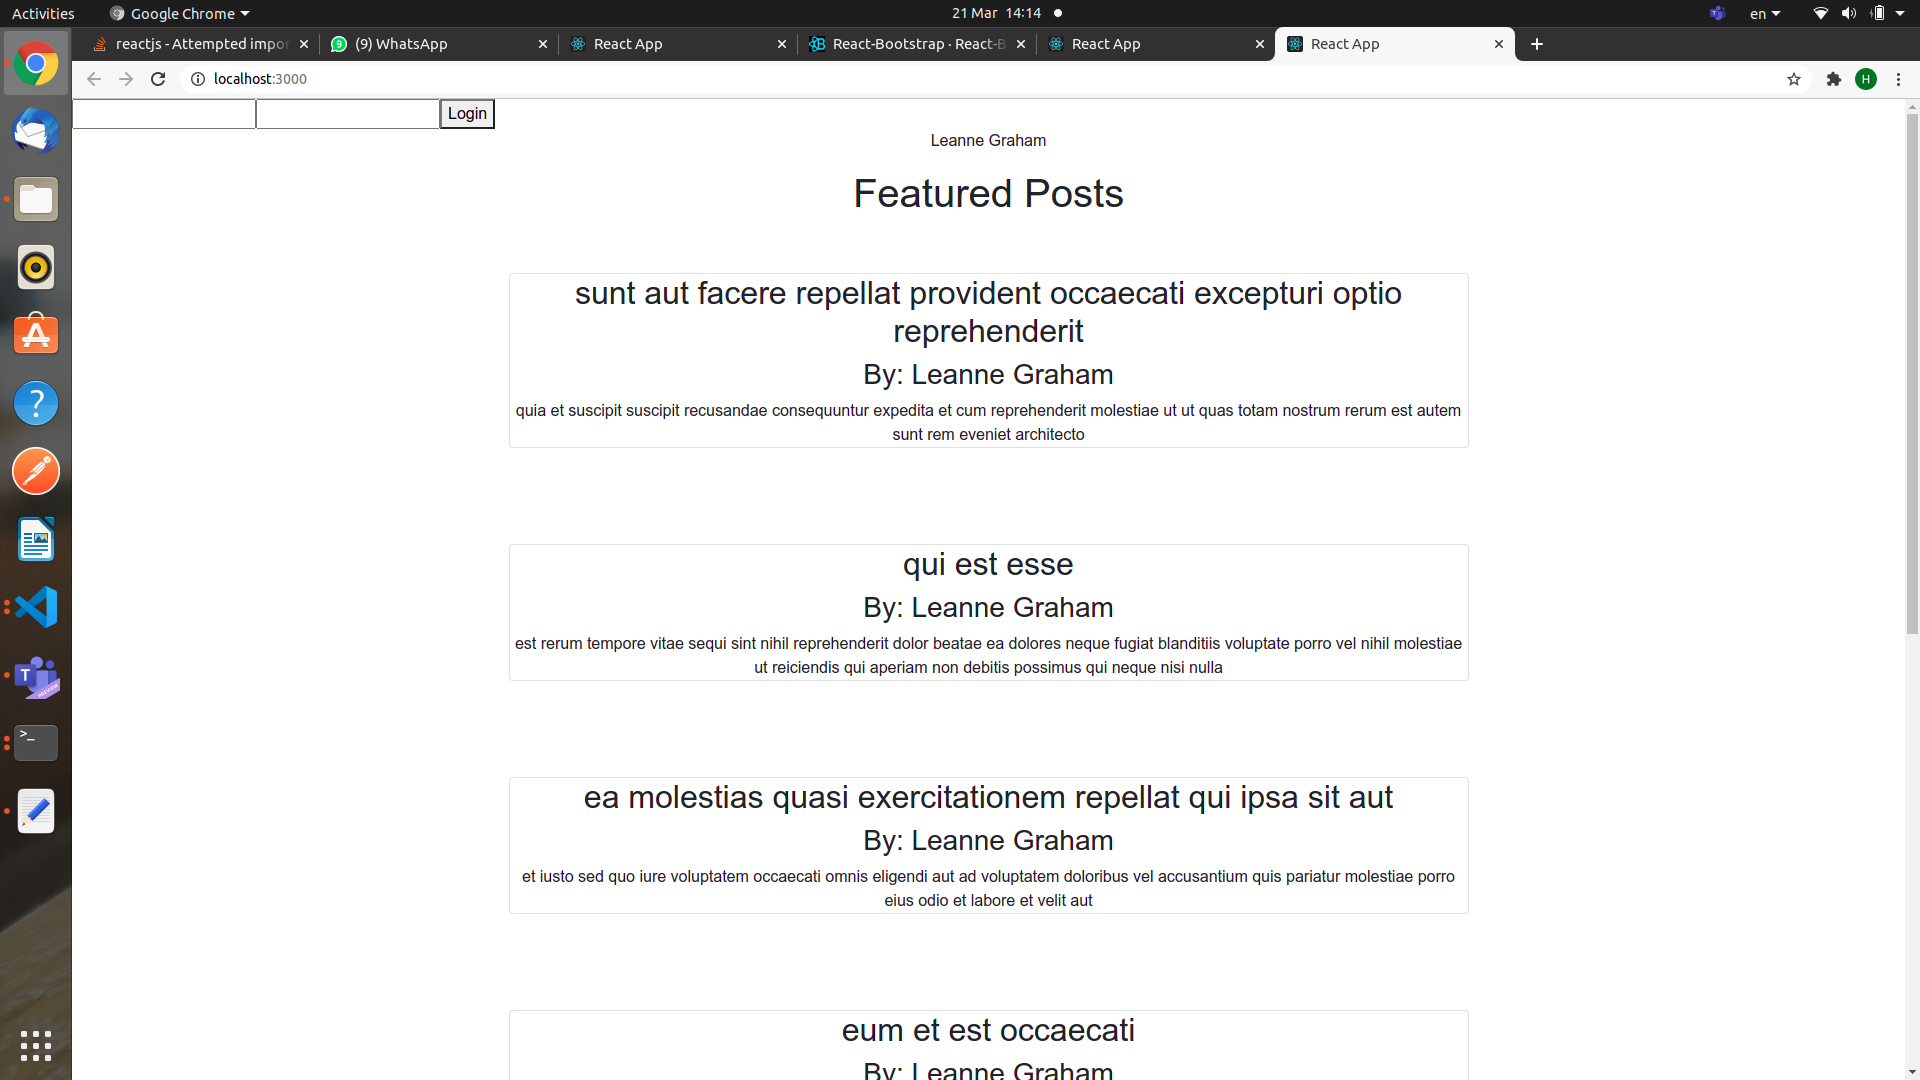 Activities
Google Chrome
21 Mar 14:14
en
reactjs - Attempted impor
(9) WhatsApp
React App
React-Bootstrap · React-B
React App
React App
localhost:3000
H
Login
Leanne Graham
Featured Posts
sunt aut facere repellat provident occaecati excepturi optio
reprehenderit
By: Leanne Graham
quia et suscipit suscipit recusandae consequuntur expedita et cum reprehenderit molestiae ut ut quas totam nostrum rerum est autem
sunt rem eveniet architecto
qui est esse
By: Leanne Graham
est rerum tempore vitae sequi sint nihil reprehenderit dolor beatae ea dolores neque fugiat blanditiis voluptate porro vel nihil molestiae
ut reiciendis qui aperiam non debitis possimus qui neque nisi nulla
ea molestias quasi exercitationem repellat qui ipsa sit aut
By: Leanne Graham
et iusto sed quo iure voluptatem occaecati omnis eligendi aut ad voluptatem doloribus vel accusantium quis pariatur molestiae porro
eius odio et labore et velit aut
eum et est occaecati
By: Leanne Graham